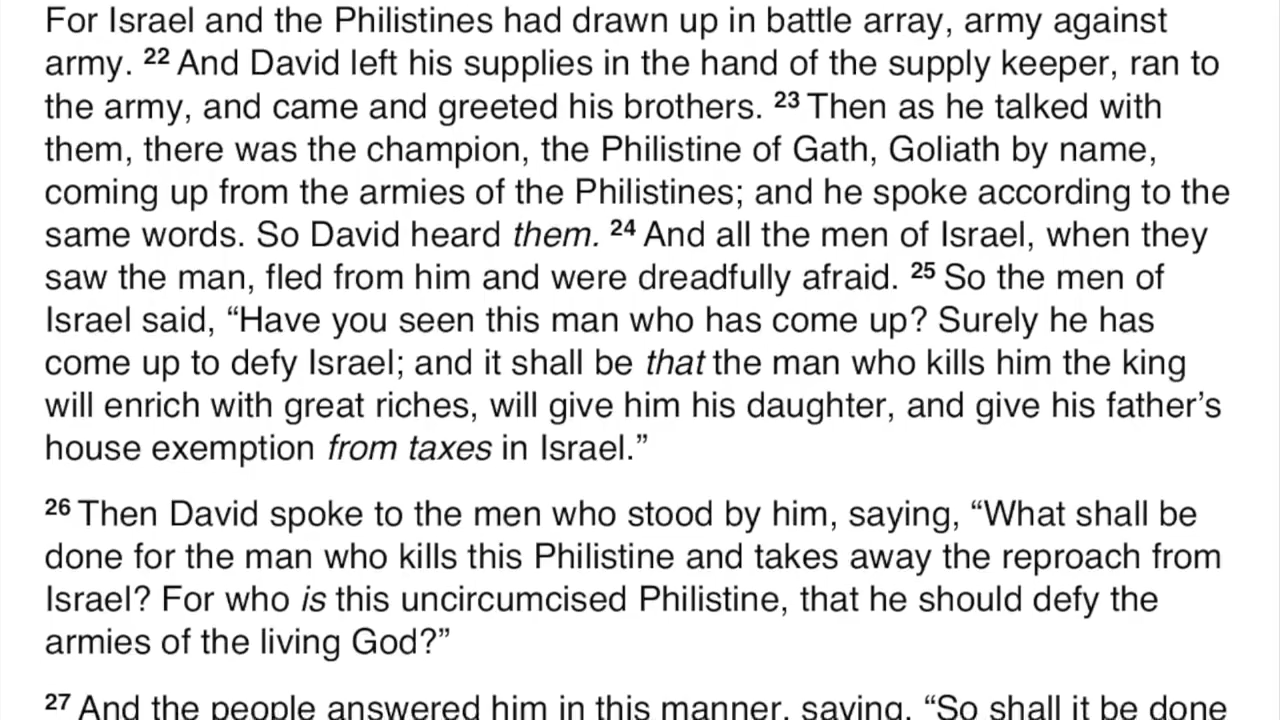 For Israel and the Philistines had drawn up in battle array, army against
army. 22 And David left his supplies in the hand of the supply keeper, ran to
the army, and came and greeted his brothers. 23 Then as he talked with
them, there was the champion, the Philistine of Gath, Goliath by name,
coming up from the armies of the Philistines; and he spoke according to the
same words. So David heard them. 24 And all the men of Israel, when they
saw the man, fled from him and were dreadfully afraid. 25 So the men of
Israel said, “Have you seen this man who has come up? Surely he has
come up to defy Israel; and it shall be that the man who kills him the king
will enrich with great riches, will give him his daughter, and give his father’s
house exemption from taxes in Israel.”
26 Then David spoke to the men who stood by him, saying, “What shall be
done for the man who kills this Philistine and takes away the reproach from
Israel? For who is this uncircumcised Philistine, that he should defy the
armies of the living God?”
27 And the people answered him in this manner, saying, “So shall it be done